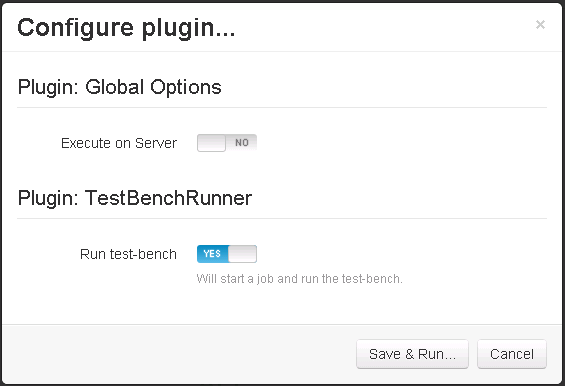 Configure plugin...
×
Plugin: Global Options
Execute on Server NO
Plugin: TestBenchRunner
Run test-bench YES
Will start a job and run the test-bench.
Save & Run... Cancel